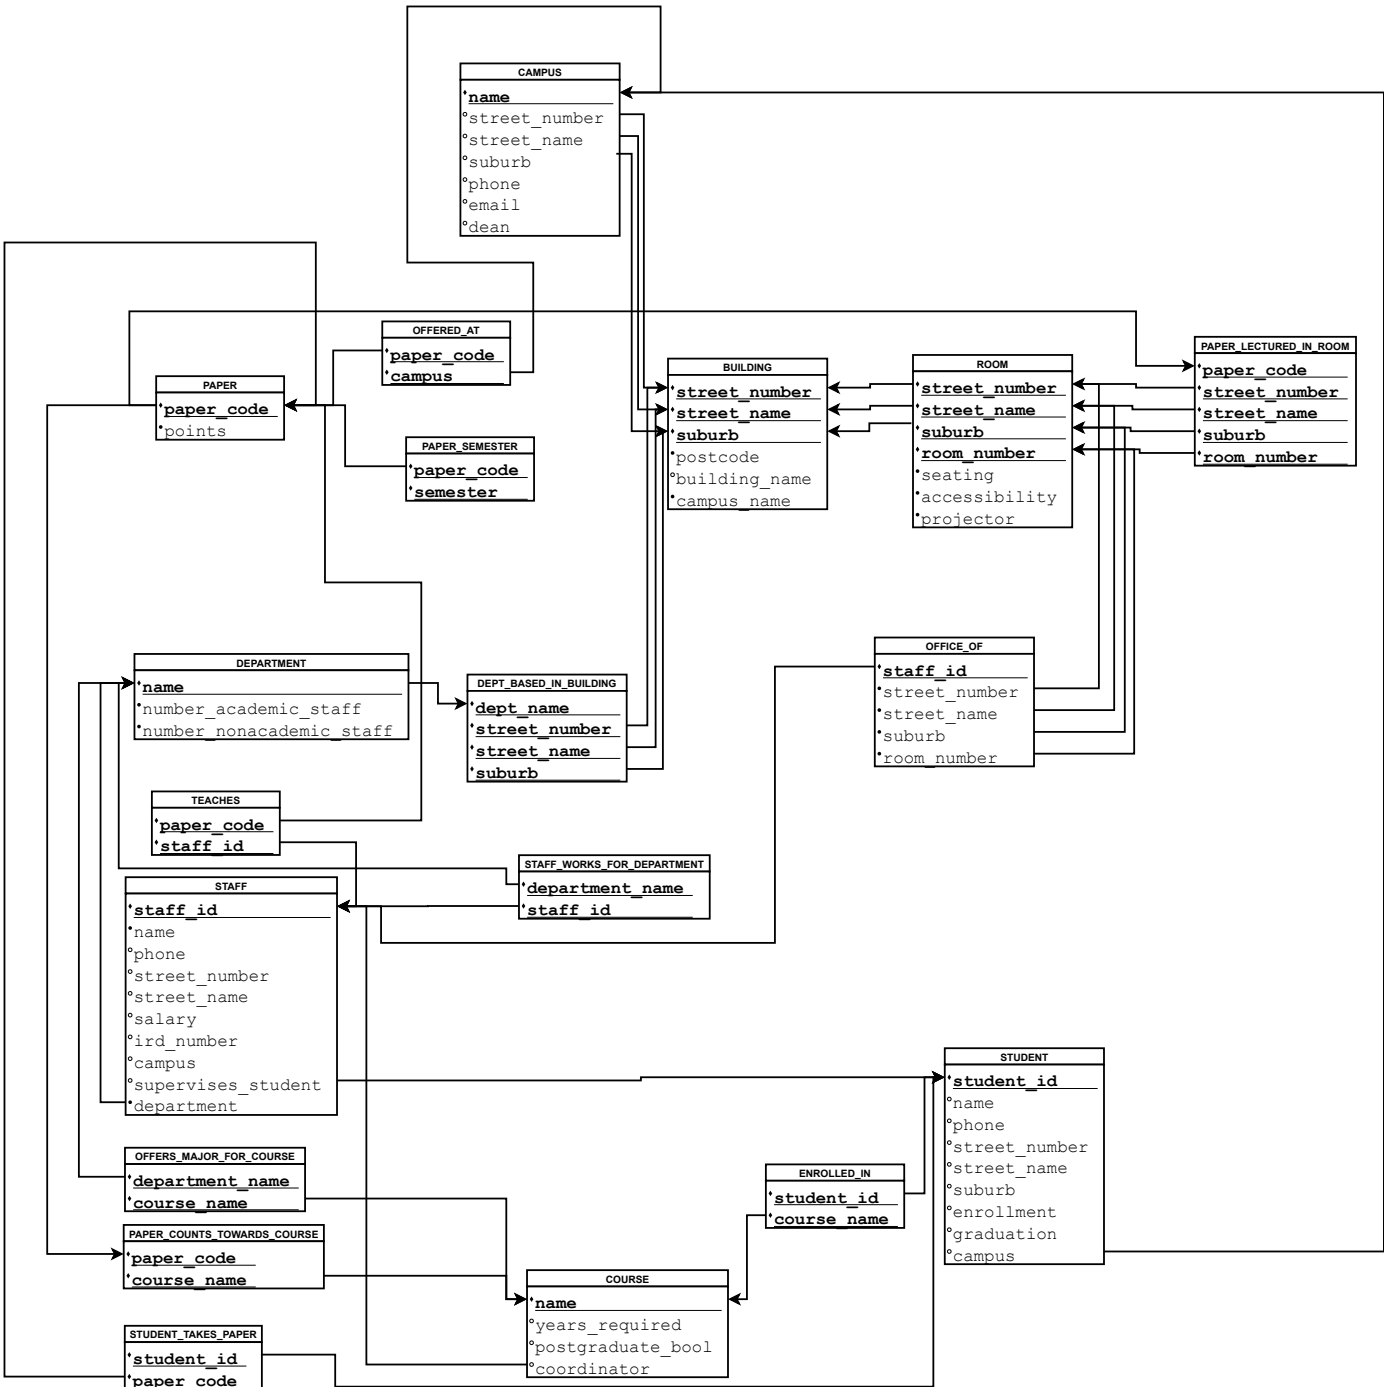 CAMPUS
name
street_number
street_name
suburb
phone
email
dean
OFFERED_AT
paper_code
campus
PAPER
paper_code
points
PAPER_SEMESTER
paper_code
semester
BUILDING
street_number
street_name
suburb
postcode
building_name
campus_name
ROOM
street_number
street_name
suburb
room_number
seating
accessibility
projector
PAPER_LECTURED_IN_ROOM
paper_code
street_number
street_name
suburb
room_number
OFFICE_OF
staff_id
street_number
street_name
suburb
room_number
DEPARTMENT
name
number_academic_staff
number_nonacademic_staff
DEPT_BASED_IN_BUILDING
dept_name
street_number
street_name
suburb
TEACHES
paper_code
staff_id
STAFF_WORKS_FOR_DEPARTMENT
department_name
staff_id
STAFF
staff_id
name
phone
street_number
street_name
salary
ird_number
campus
supervises_student
department
STUDENT
student_id
name
phone
street_number
street_name
suburb
enrollment
graduation
campus
OFFERS_MAJOR_FOR_COURSE
department_name
course_name
ENROLLED_IN
student_id
course_name
PAPER_COUNTS_TOWARDS_COURSE
paper_code
course_name
COURSE
name
years_required
postgraduate_bool
coordinator
STUDENT_TAKES_PAPER
student_id
paper_code